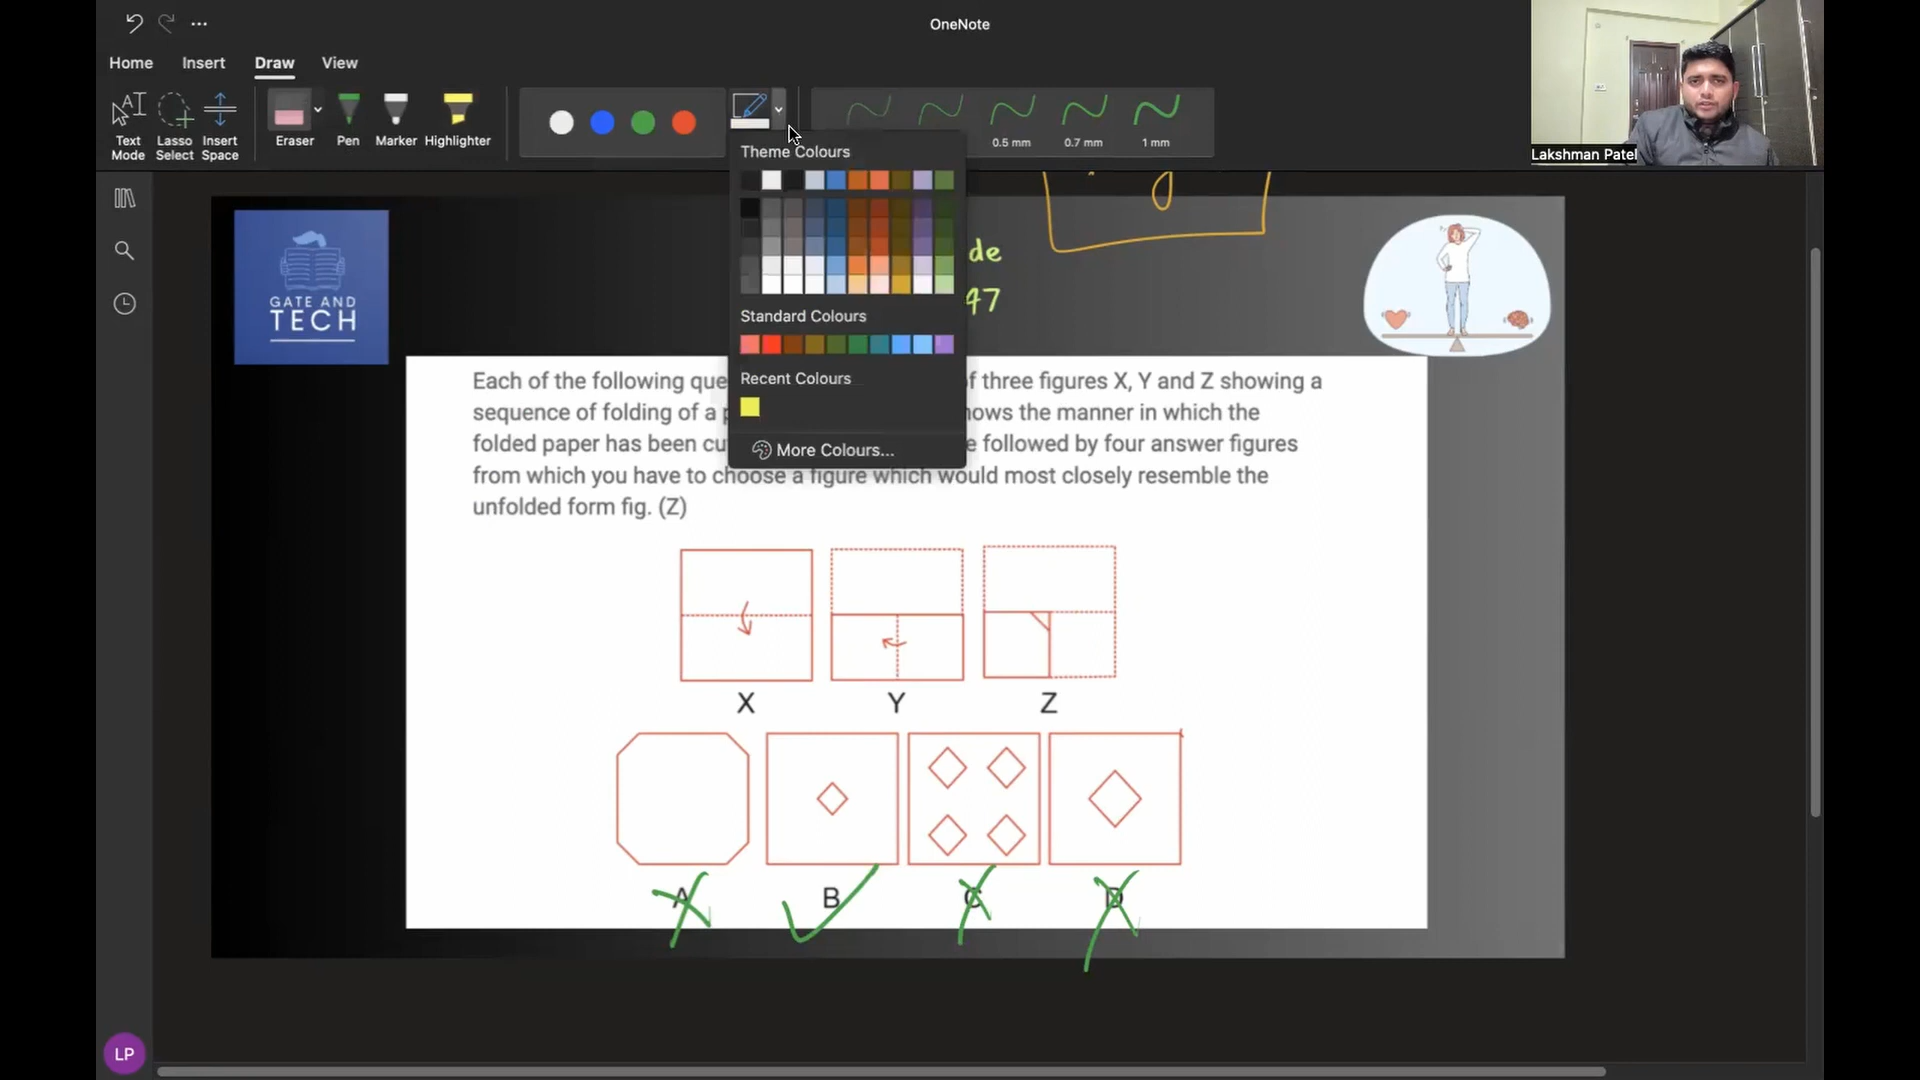 OneNote
Home Insert Draw View
Text Mode
Lasso Select
Insert Space
Eraser
Pen
Marker
Highlighter
0.5 mm
0.7 mm
1 mm
Lakshman Patel
Theme Colours
Standard Colours
Recent Colours
More Colours...
GATE AND
TECH
de
97
Each of the following que of three figures X, Y and Z showing a
sequence of folding of a the manner in which the
folded paper has been followed by four answer figures
from which you have to choose a figure which would most closely resemble the
unfolded form fig. (Z)
X Y Z
A B C D
LP